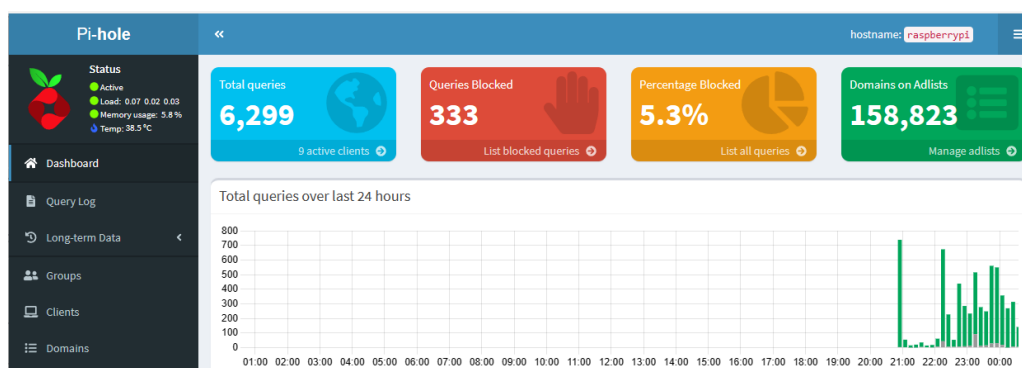 Pi-hole
hostname: raspberrypi
Status
Active
Load: 0.07 0.02 0.03
Memory usage: 5.8 %
Temp: 38.5 °C
Dashboard
Query Log
Long-term Data
Groups
Clients
Domains
Total queries
6,299
9 active clients
Queries Blocked
333
List blocked queries
Percentage Blocked
5.3%
List all queries
Domains on Adlists
158,823
Manage adlists
Total queries over last 24 hours
800
700
600
500
400
300
200
100
0
01:00 02:00 03:00 04:00 05:00 06:00 07:00 08:00 09:00 10:00 11:00 12:00 13:00 14:00 15:00 16:00 17:00 18:00 19:00 20:00 21:00 22:00 23:00 00:00